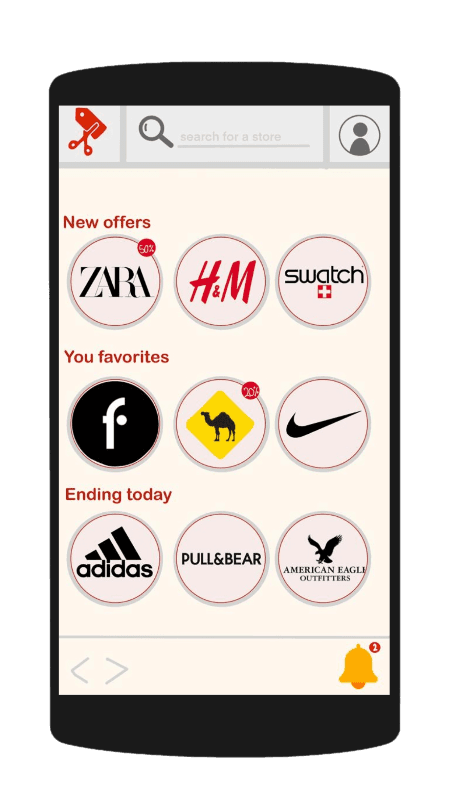 search for a store
New offers
50%
ZARA
H&M
swatch
You favorites
f
20%
Ending today
adidas
PULL&BEAR
AMERICAN EAGLE
OUTFITTERS
2